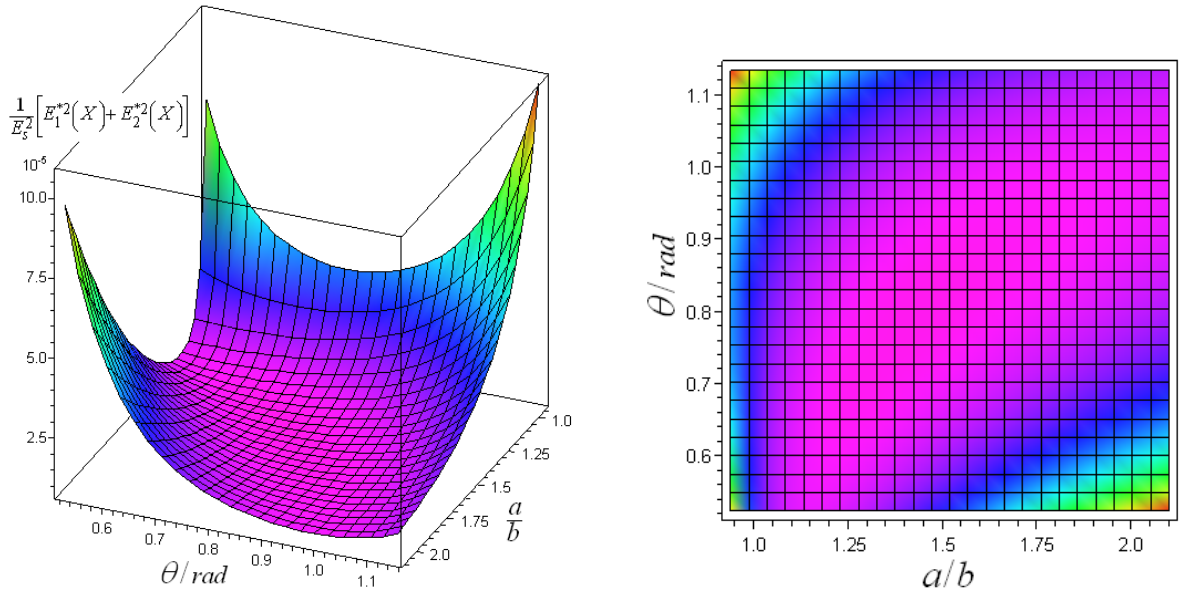 1/E_s^2 [E_1^{*2}(X)+E_2^{*2}(X)]
10^{-5}
10.0
7.5
5.0
2.5
0.6 0.7 0.8 0.9 1.0 1.1
θ/rad
1.0
1.25
1.5
1.75
2.0
a/b
1.1
1.0
0.9
0.8
0.7
0.6
θ/rad
1.0 1.25 1.5 1.75 2.0
a/b